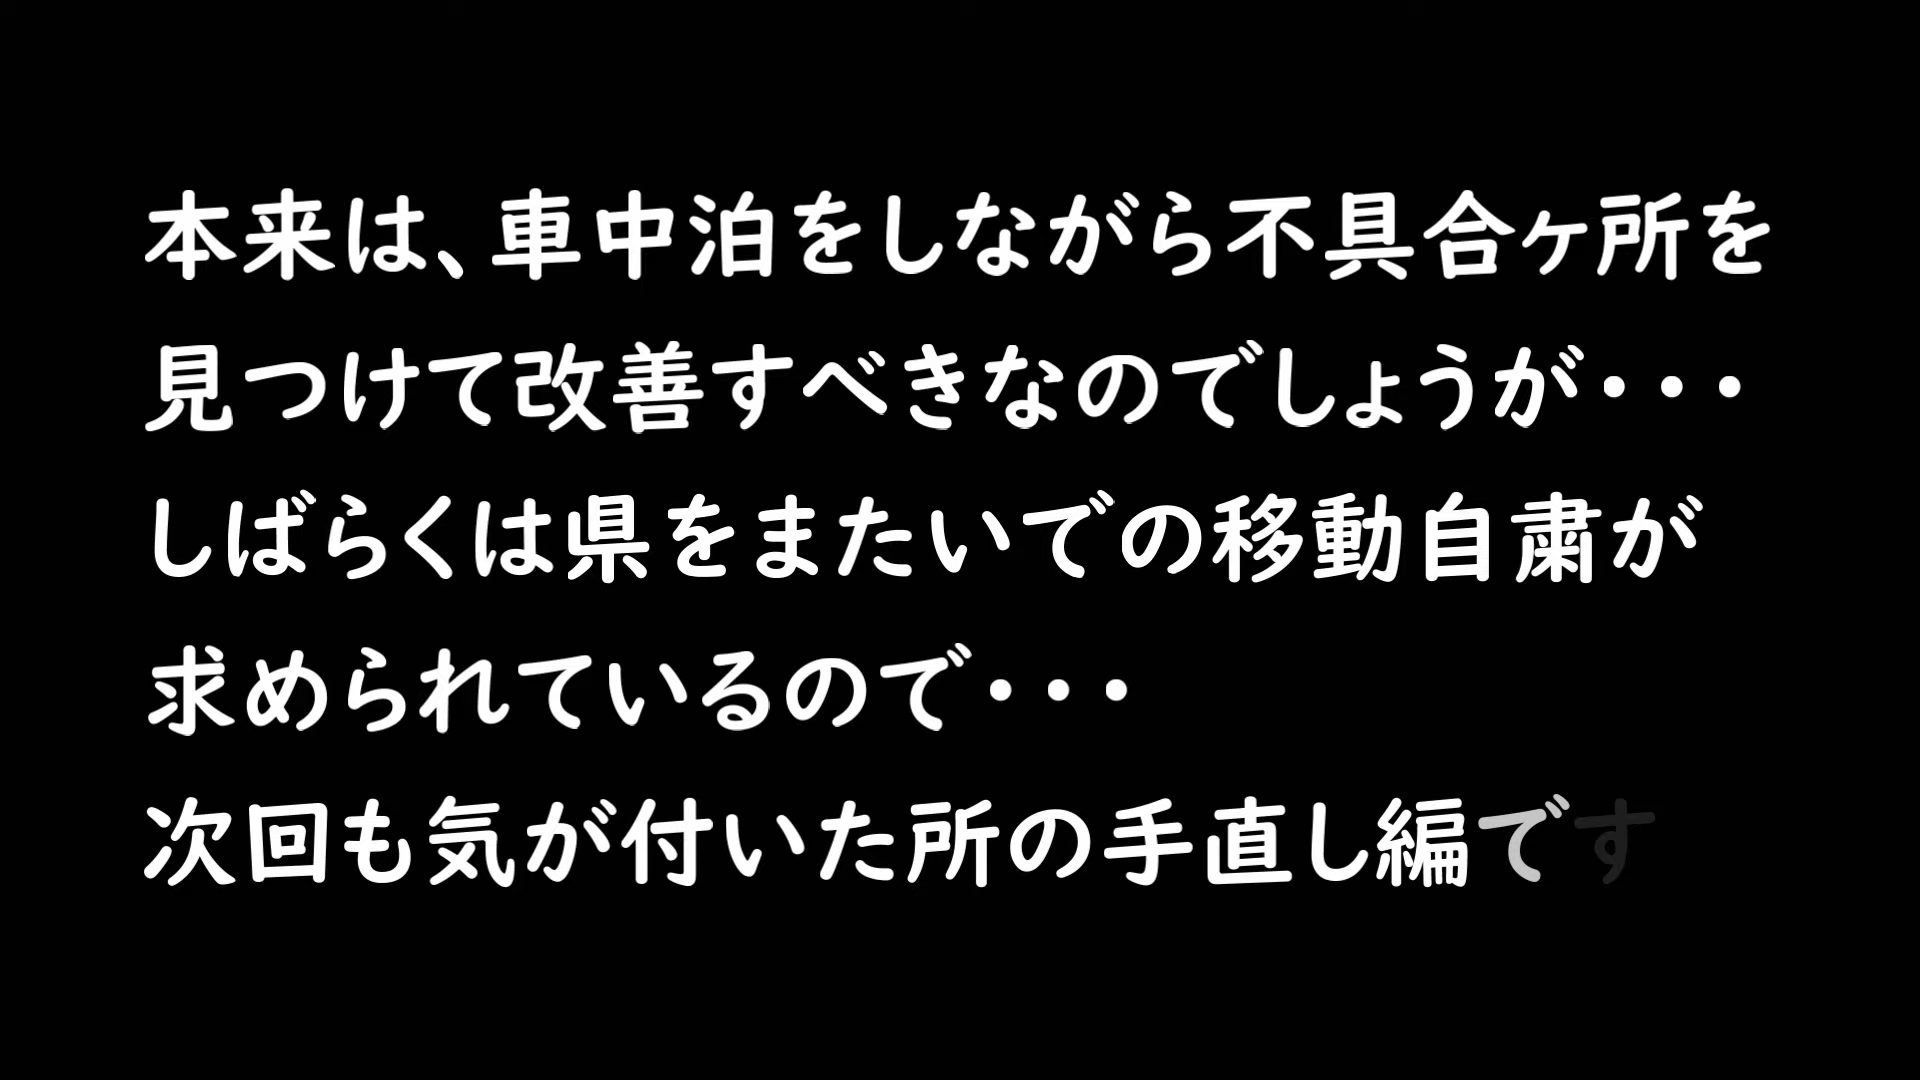 本来は、車中泊をしながら不具合ヶ所を
見つけて改善すべきなのでしょうが・・・
しばらくは県をまたいでの移動自粛が
求められているので・・・
次回も気が付いた所の手直し編です